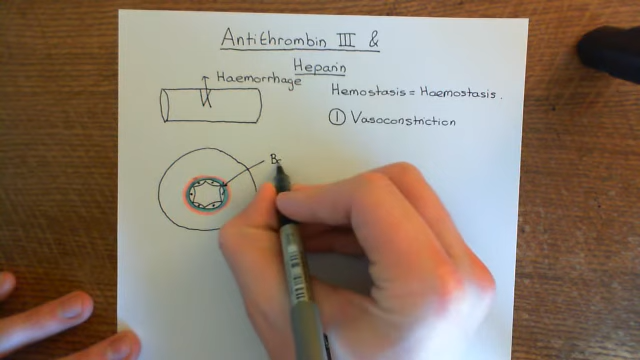 Antithrombin III &
Heparin
Haemorrhage
Hemostasis = Haemostasis.
① Vasoconstriction